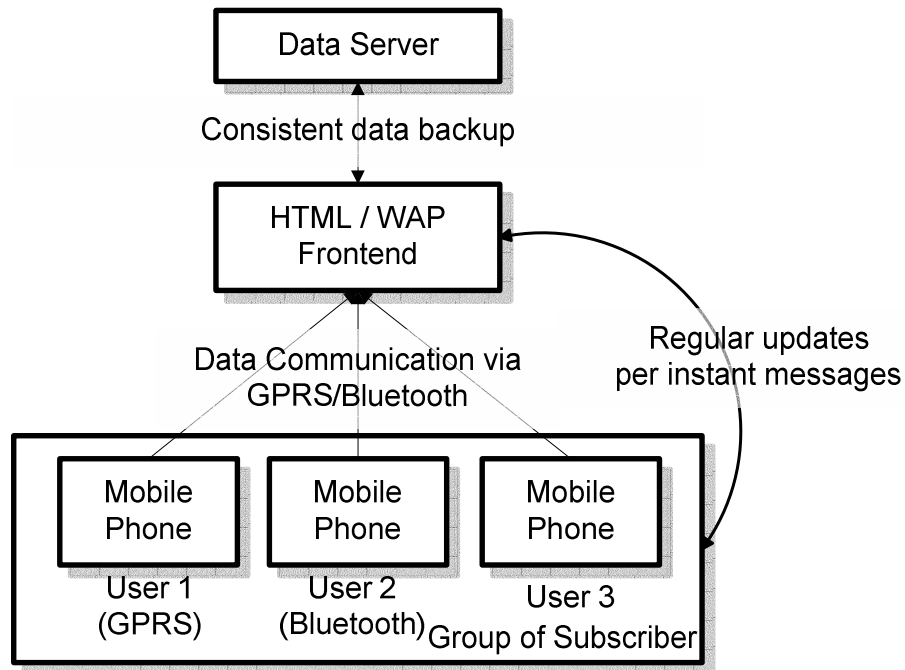 Data Server
Consistent data backup
HTML / WAP
Frontend
Regular updates
per instant messages
Data Communication via
GPRS/Bluetooth
Mobile
Phone
User 1
(GPRS)
Mobile
Phone
User 2
(Bluetooth)
Mobile
Phone
User 3
Group of Subscriber